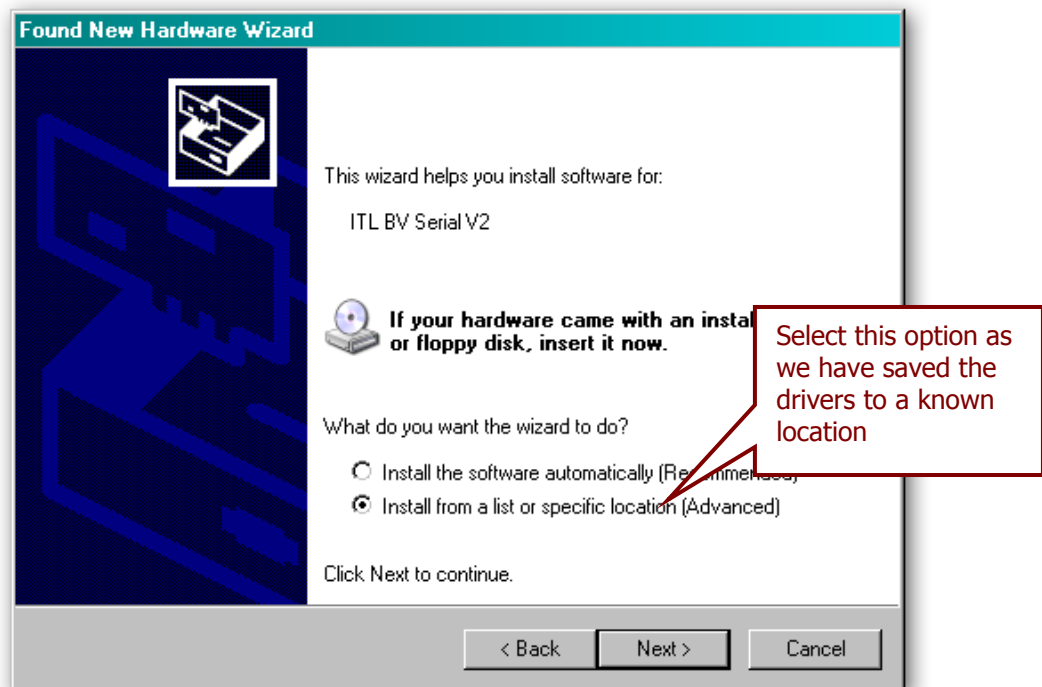 Found New Hardware Wizard
This wizard helps you install software for:
ITL BV Serial V2
If your hardware came with an instal
or floppy disk, insert it now.
Select this option as
we have saved the
drivers to a known
location
What do you want the wizard to do?
Install the software automatically (Recommended)
Install from a list or specific location (Advanced)
Click Next to continue.
< Back
Next >
Cancel